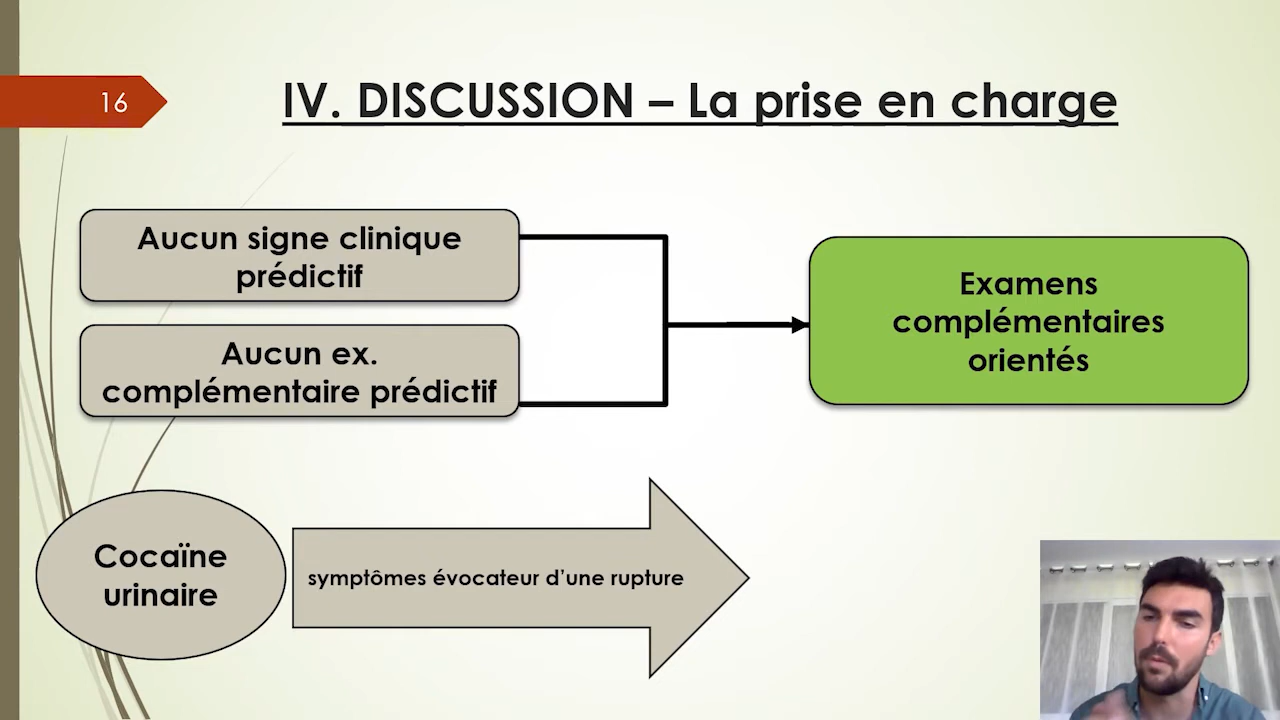 16
IV. DISCUSSION – La prise en charge
Aucun signe clinique
prédictif
Aucun ex.
complémentaire prédictif
Examens
complémentaires
orientés
Cocaïne
urinaire
symptômes évocateur d'une rupture